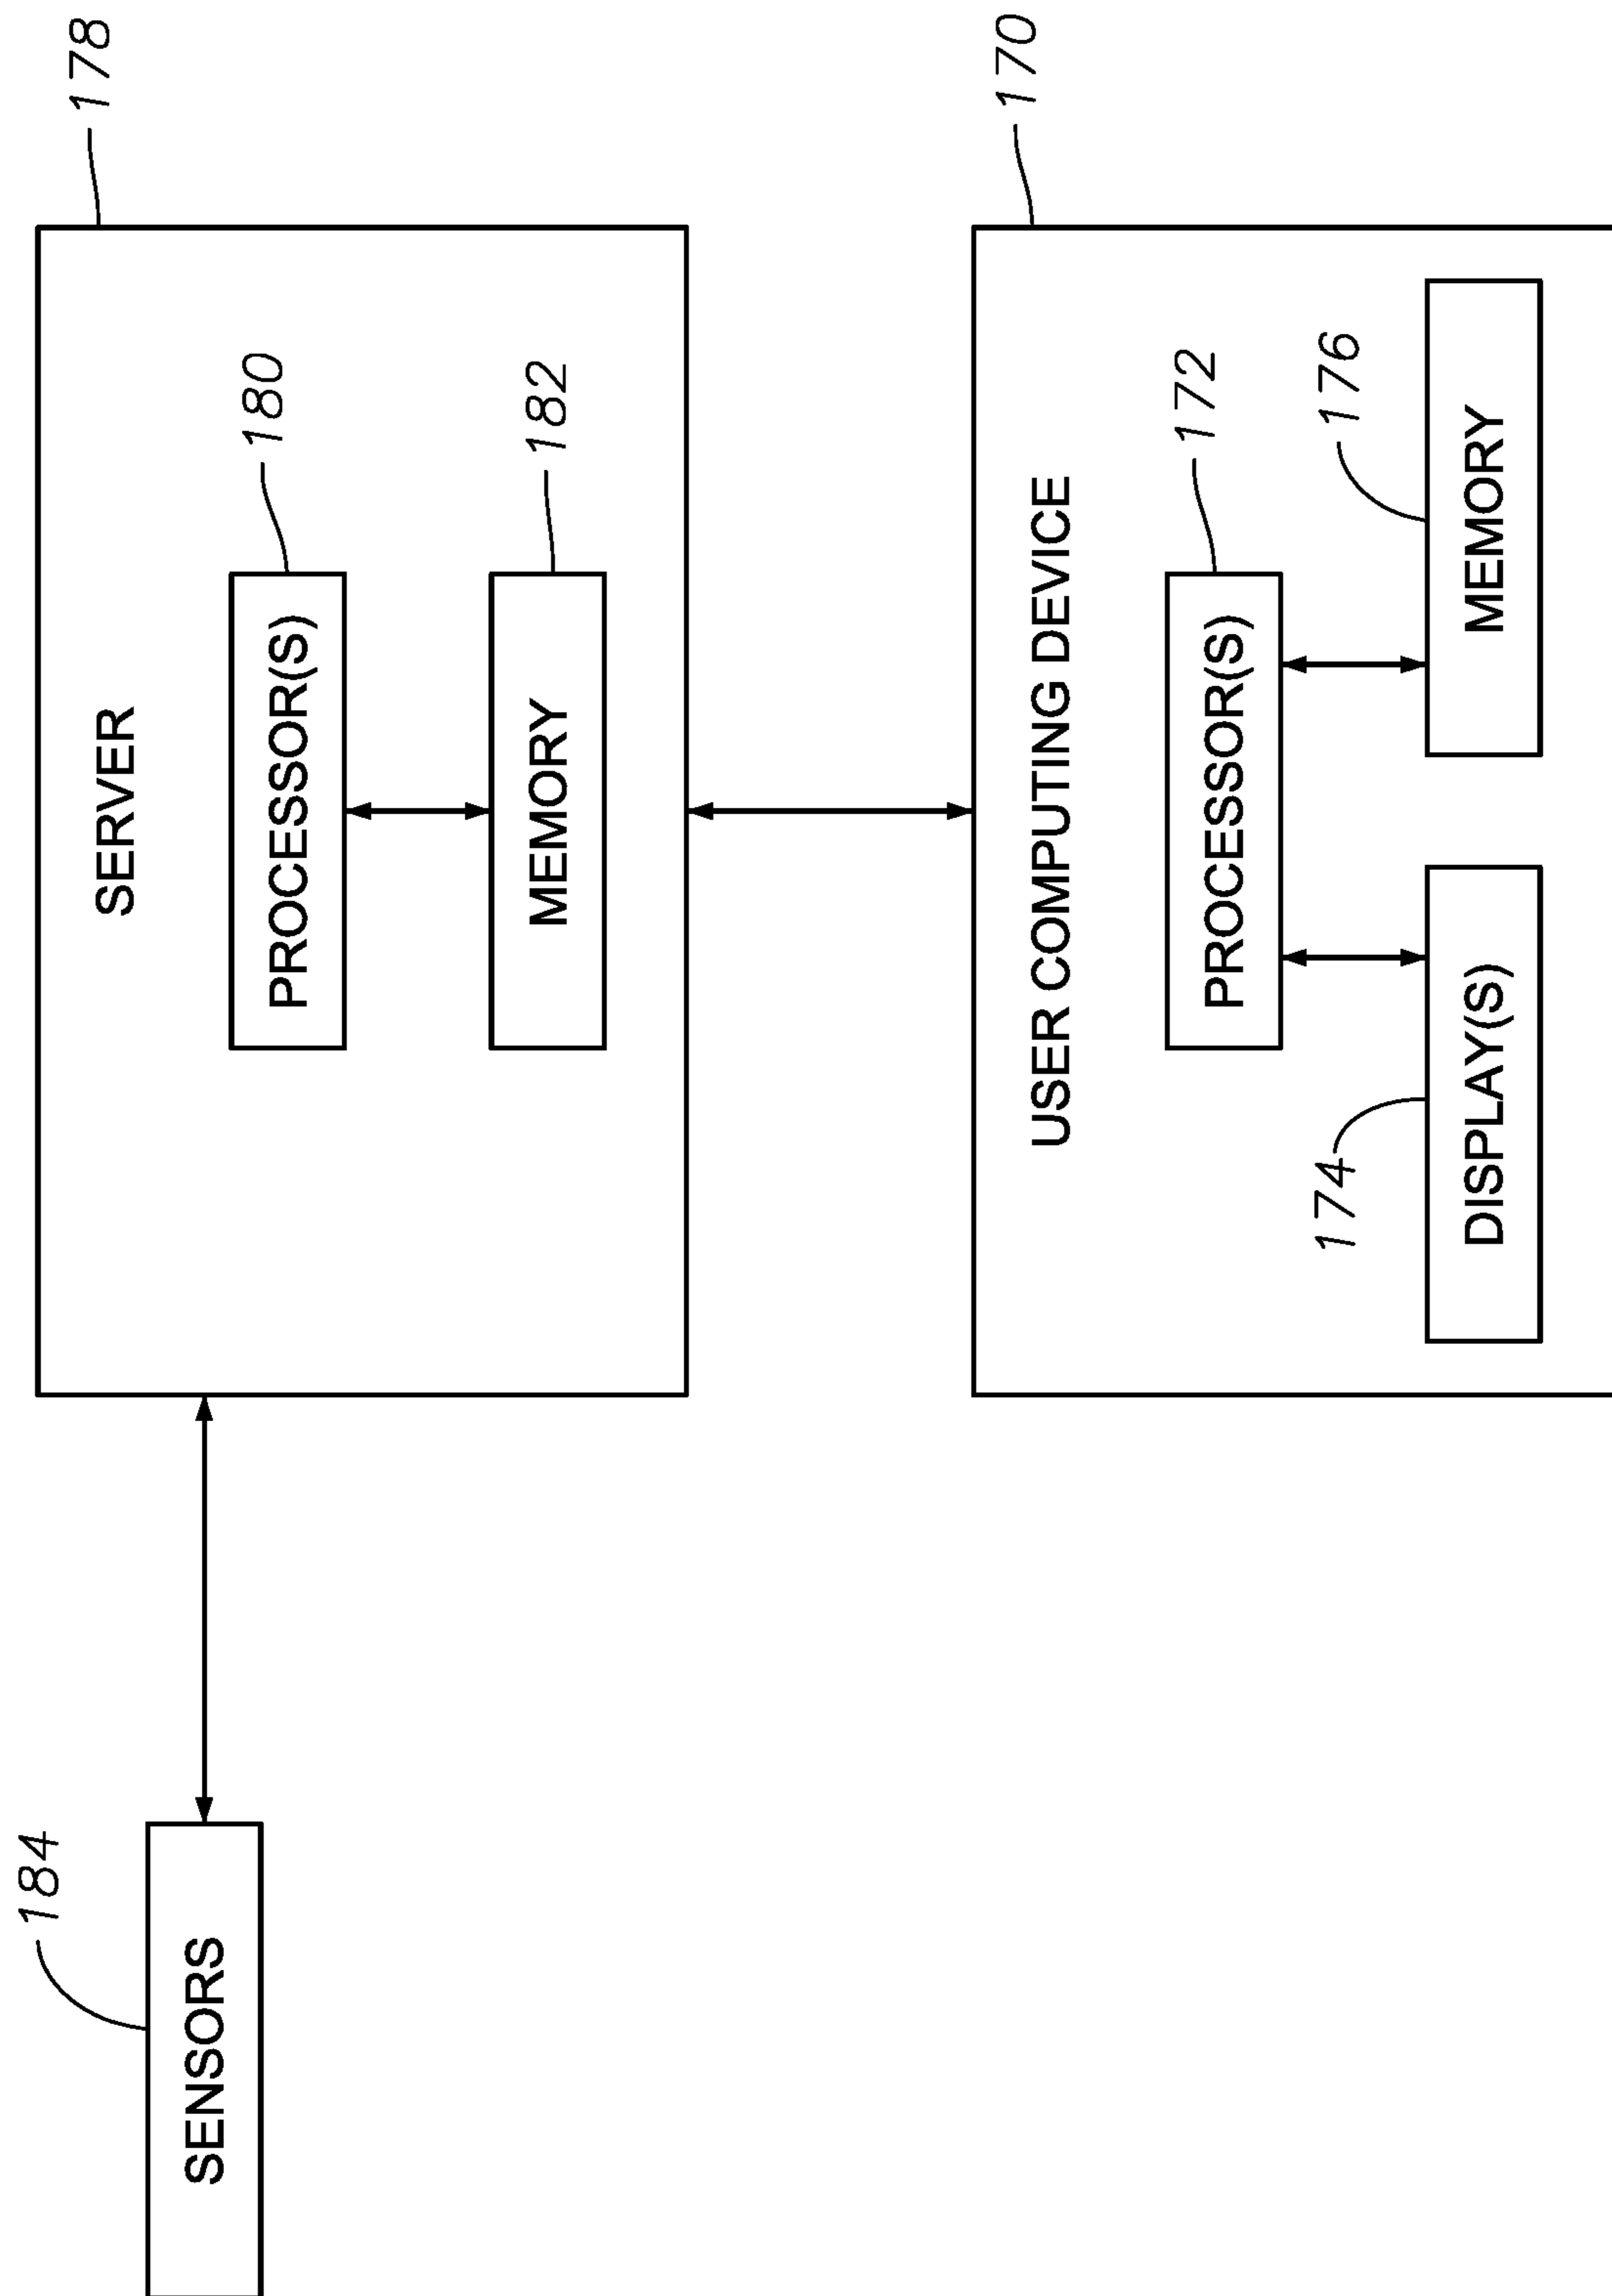 178
SERVER
180
PROCESSOR(S)
182
MEMORY
184
SENSORS
170
USER COMPUTING DEVICE
172
PROCESSOR(S)
174
176
DISPLAY(S)
MEMORY